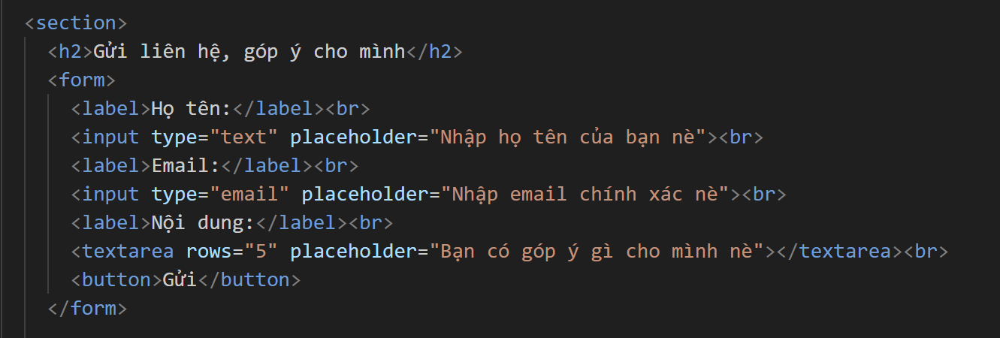 <section>
<h2>Gửi liên hệ, góp ý cho mình</h2>
<form>
<label>Họ tên:</label><br>
<input type="text" placeholder="Nhập họ tên của bạn nè"><br>
<label>Email:</label><br>
<input type="email" placeholder="Nhập email chính xác nè"><br>
<label>Nội dung:</label><br>
<textarea rows="5" placeholder="Bạn có góp ý gì cho mình nè"></textarea><br>
<button>Gửi</button>
</form>